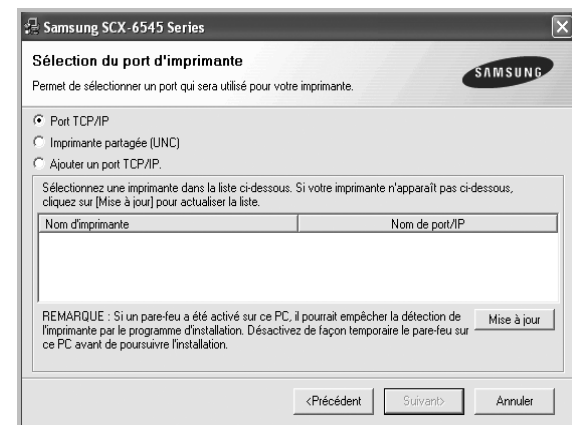 Samsung SCX-6545 Series
Sélection du port d'imprimante
Permet de sélectionner un port qui sera utilisé pour votre imprimante.
SAMSUNG
Port TCP/IP
Imprimante partagée (UNC)
Ajouter un port TCP/IP.
Sélectionnez une imprimante dans la liste ci-dessous. Si votre imprimante n'apparaît pas ci-dessous,
cliquez sur [Mise à jour] pour actualiser la liste.
Nom d'imprimante Nom de port/IP
REMARQUE : Si un pare-feu a été activé sur ce PC, il pourrait empêcher la détection de
l'imprimante par le programme d'installation. Désactivez de façon temporaire le pare-feu sur
ce PC avant de poursuivre l'installation.
Mise à jour
<Précédent Suivant> Annuler